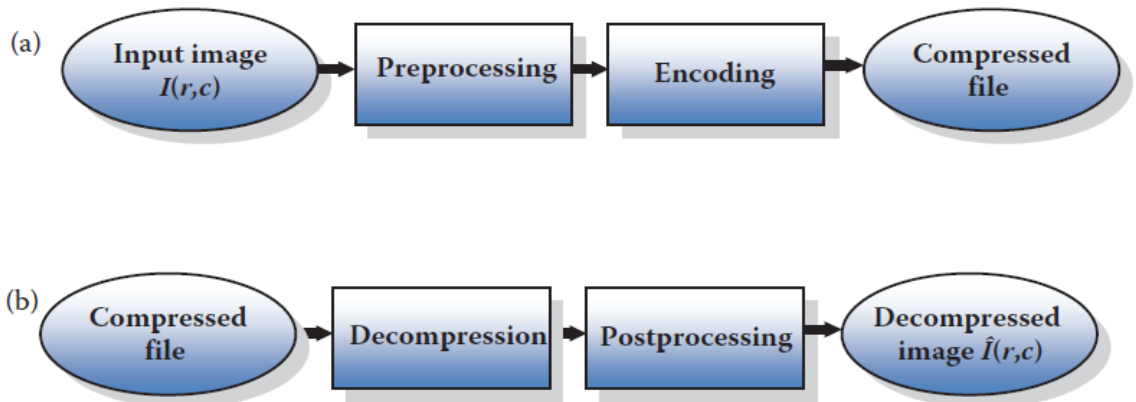 (a)
Input image
I(r,c)
Preprocessing
Encoding
Compressed
file
(b)
Compressed
file
Decompression
Postprocessing
Decompressed
image Î(r,c)